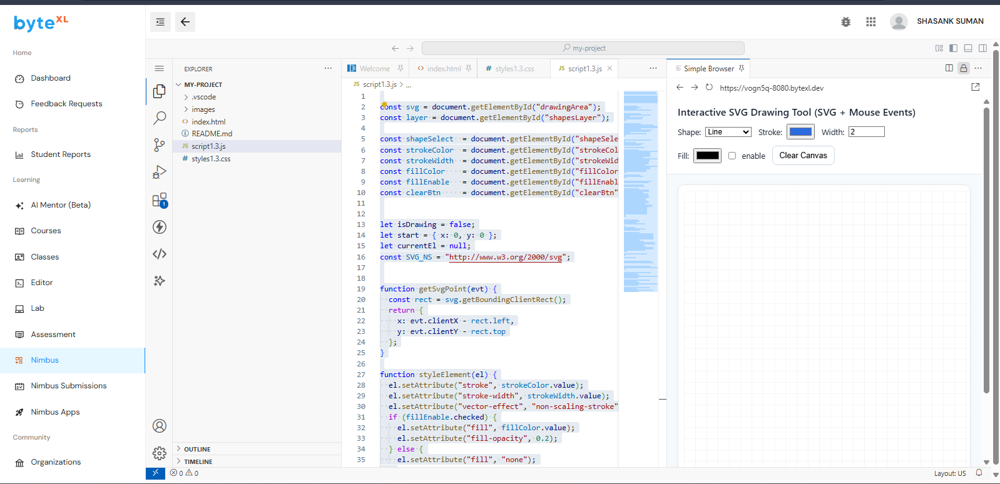 byteXL
SHASANK SUMAN
Home
Dashboard
Feedback Requests
Reports
Student Reports
Learning
AI Mentor (Beta)
Courses
Classes
Editor
Lab
Assessment
Nimbus
Nimbus Submissions
Nimbus Apps
Community
Organizations
my-project
EXPLORER
MY-PROJECT
.vscode
images
index.html
README.md
JS script1.3.js
# styles1.3.css
OUTLINE
TIMELINE
1
0 0
Welcome
index.html
# styles1.3.css
JS script1.3.js
JS script1.3.js > ...
1
2 const svg = document.getElementById("drawingArea");
3 const layer = document.getElementById("shapesLayer");
4
5 const shapeSelect = document.getElementById("shapeSele
6 const strokeColor = document.getElementById("strokeCol
7 const strokeWidth = document.getElementById("strokeWid
8 const fillColor = document.getElementById("fillColor
9 const fillEnable = document.getElementById("fillEnabl
10 const clearBtn = document.getElementById("clearBtn"
11
12
13 let isDrawing = false;
14 let start = { x: 0, y: 0 };
15 let currentEl = null;
16 const SVG_NS = "http://www.w3.org/2000/svg";
17
18
19 function getSvgPoint(evt) {
20 const rect = svg.getBoundingClientRect();
21 return {
22 x: evt.clientX - rect.left,
23 y: evt.clientY - rect.top
24 };
25 }
26
27 function styleElement(el) {
28 el.setAttribute("stroke", strokeColor.value);
29 el.setAttribute("stroke-width", strokeWidth.value);
30 el.setAttribute("vector-effect", "non-scaling-stroke"
31 if (fillEnable.checked) {
32 el.setAttribute("fill", fillColor.value);
33 el.setAttribute("fill-opacity", 0.2);
34 } else {
35 el.setAttribute("fill", "none");
Simple Browser
https://vogn5q-8080.bytexl.dev
Interactive SVG Drawing Tool (SVG + Mouse Events)
Shape: Line Stroke: Width: 2
Fill: enable Clear Canvas
Layout: US